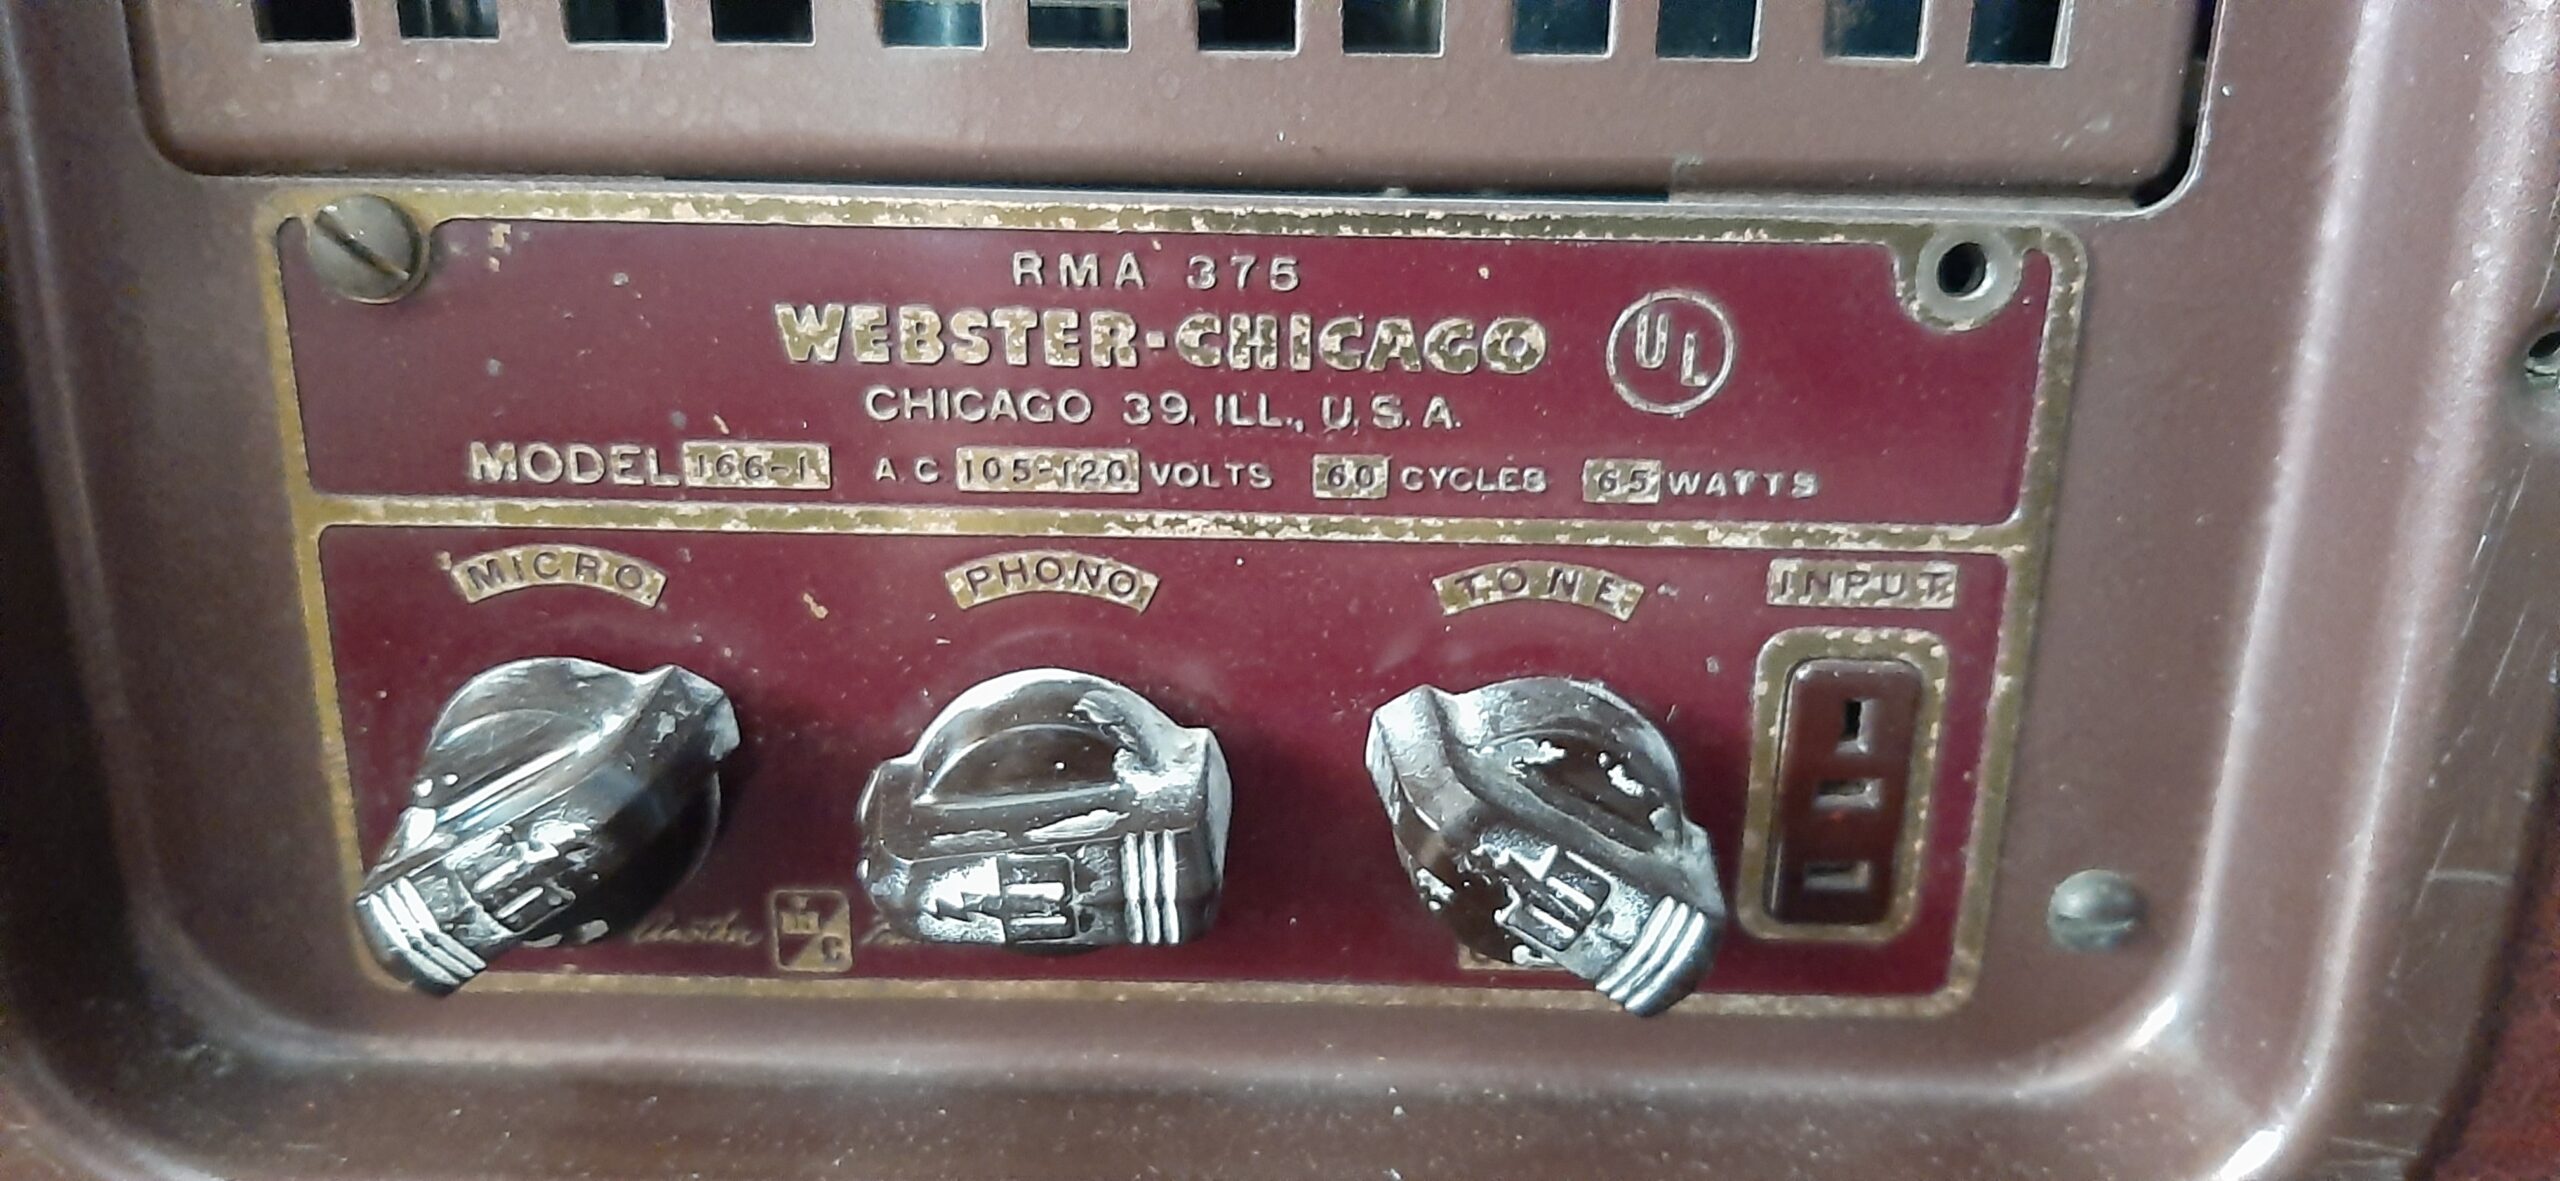 RMA 375
WEBSTER-CHICAGO UL
CHICAGO 39, ILL., U.S.A.
MODEL 166-1 A.C. 105-120 VOLTS 60 CYCLES 65 WATTS
MICRO PHONO TONE INPUT
Another